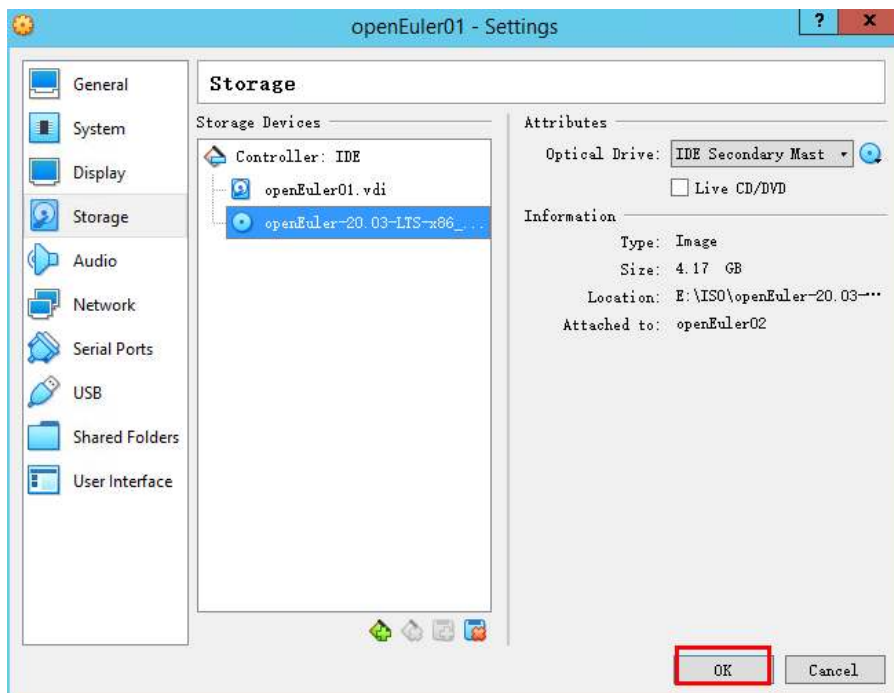 openEuler01 - Settings
? x
General
System
Display
Storage
Audio
Network
Serial Ports
USB
Shared Folders
User Interface
Storage
Storage Devices
Controller: IDE
openEuler01.vdi
openEuler-20.03-LTS-x86_...
Attributes
Optical Drive: IDE Secondary Mast
Live CD/DVD
Information
Type: Image
Size: 4.17 GB
Location: E:\ISO\openEuler-20.03-...
Attached to: openEuler02
OK Cancel